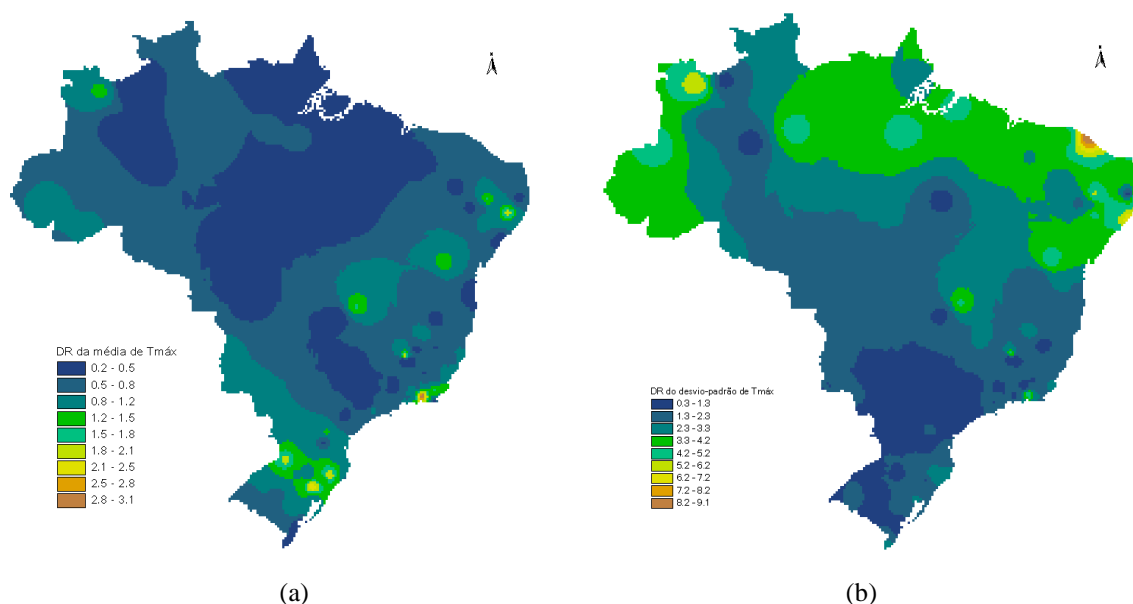 DR da média de Tmáx
0.2 - 0.5
0.5 - 0.8
0.8 - 1.2
1.2 - 1.5
1.5 - 1.8
1.8 - 2.1
2.1 - 2.5
2.5 - 2.8
2.8 - 3.1
(a)
DR do desvio-padrão de Tmáx
0.3 - 1.3
1.3 - 2.3
2.3 - 3.3
3.3 - 4.2
4.2 - 5.2
5.2 - 6.2
6.2 - 7.2
7.2 - 8.2
8.2 - 9.1
(b)